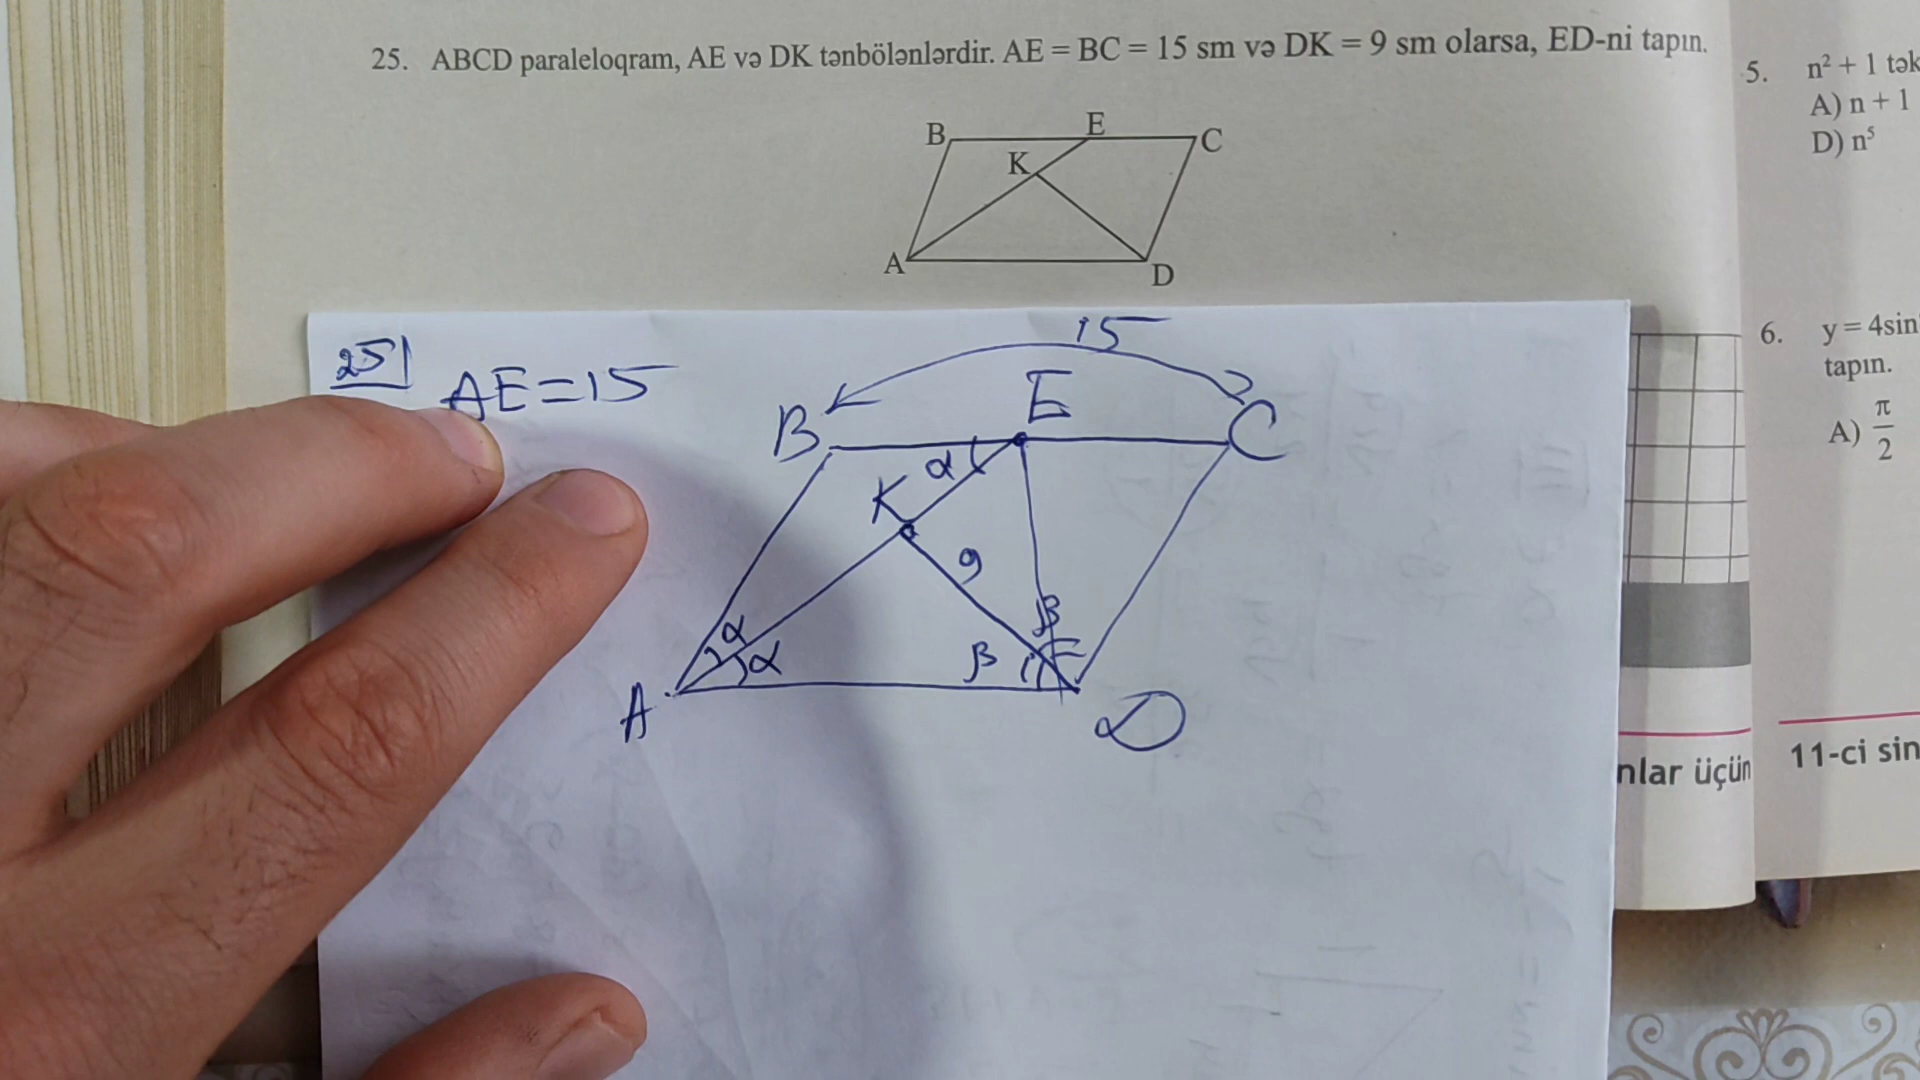 25. ABCD paraleloqram, AE və DK tənbölənlərdir. AE = BC = 15 sm və DK = 9 sm olarsa, ED-ni tapın.
B
E
C
K
A
D
5. n² + 1 tək
A) n + 1
D) n⁵
6. y = 4sin
tapın.
A) π/2
nlar üçün
11-ci sin
25
AE=15
15
B
E
C
K
α
9
α
α
β
β
A
D